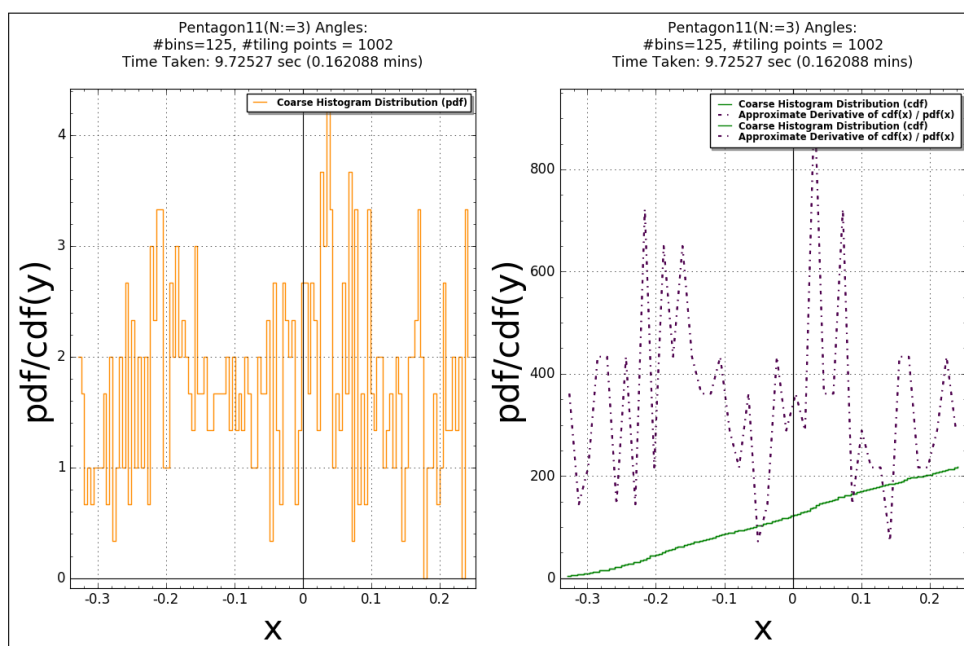 Pentagon11(N:=3) Angles:
#bins=125, #tiling points = 1002
Time Taken: 9.72527 sec (0.162088 mins)
Coarse Histogram Distribution (pdf)
pdf/cdf(y)
4
3
2
1
0
-0.3 -0.2 -0.1 0 0.1 0.2
x
Pentagon11(N:=3) Angles:
#bins=125, #tiling points = 1002
Time Taken: 9.72527 sec (0.162088 mins)
Coarse Histogram Distribution (cdf)
Approximate Derivative of cdf(x) / pdf(x)
Coarse Histogram Distribution (cdf)
Approximate Derivative of cdf(x) / pdf(x)
pdf/cdf(y)
800
600
400
200
0
-0.3 -0.2 -0.1 0 0.1 0.2
x